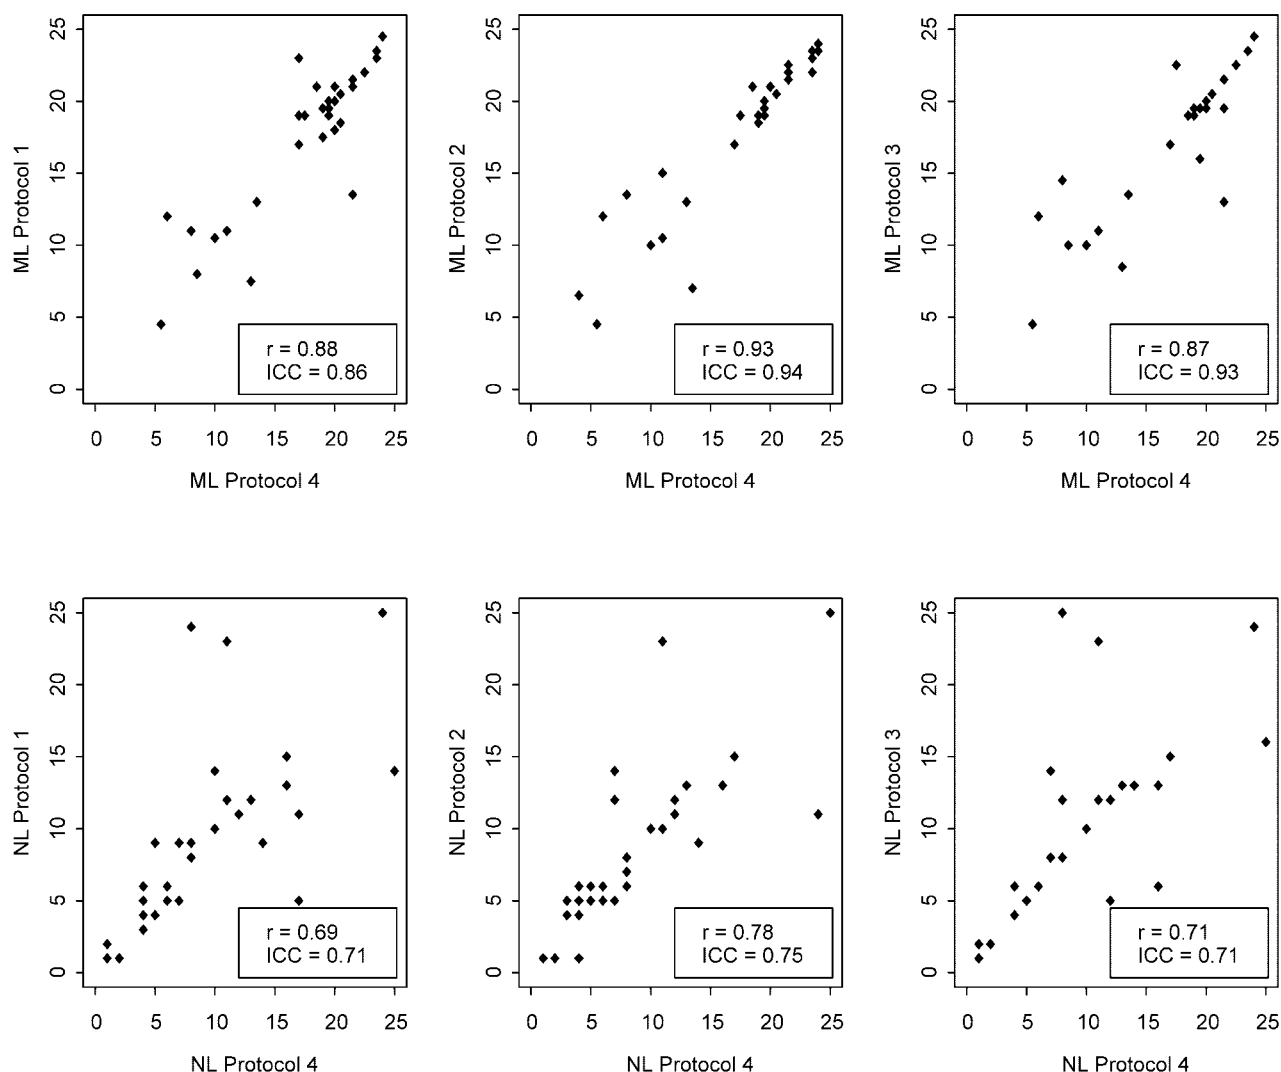 25
20
15
10
5
0
ML Protocol 1
r = 0.88
ICC = 0.86
0 5 10 15 20 25
ML Protocol 4
25
20
15
10
5
0
ML Protocol 2
r = 0.93
ICC = 0.94
0 5 10 15 20 25
ML Protocol 4
25
20
15
10
5
0
ML Protocol 3
r = 0.87
ICC = 0.93
0 5 10 15 20 25
ML Protocol 4
25
20
15
10
5
0
NL Protocol 1
r = 0.69
ICC = 0.71
0 5 10 15 20 25
NL Protocol 4
25
20
15
10
5
0
NL Protocol 2
r = 0.78
ICC = 0.75
0 5 10 15 20 25
NL Protocol 4
25
20
15
10
5
0
NL Protocol 3
r = 0.71
ICC = 0.71
0 5 10 15 20 25
NL Protocol 4